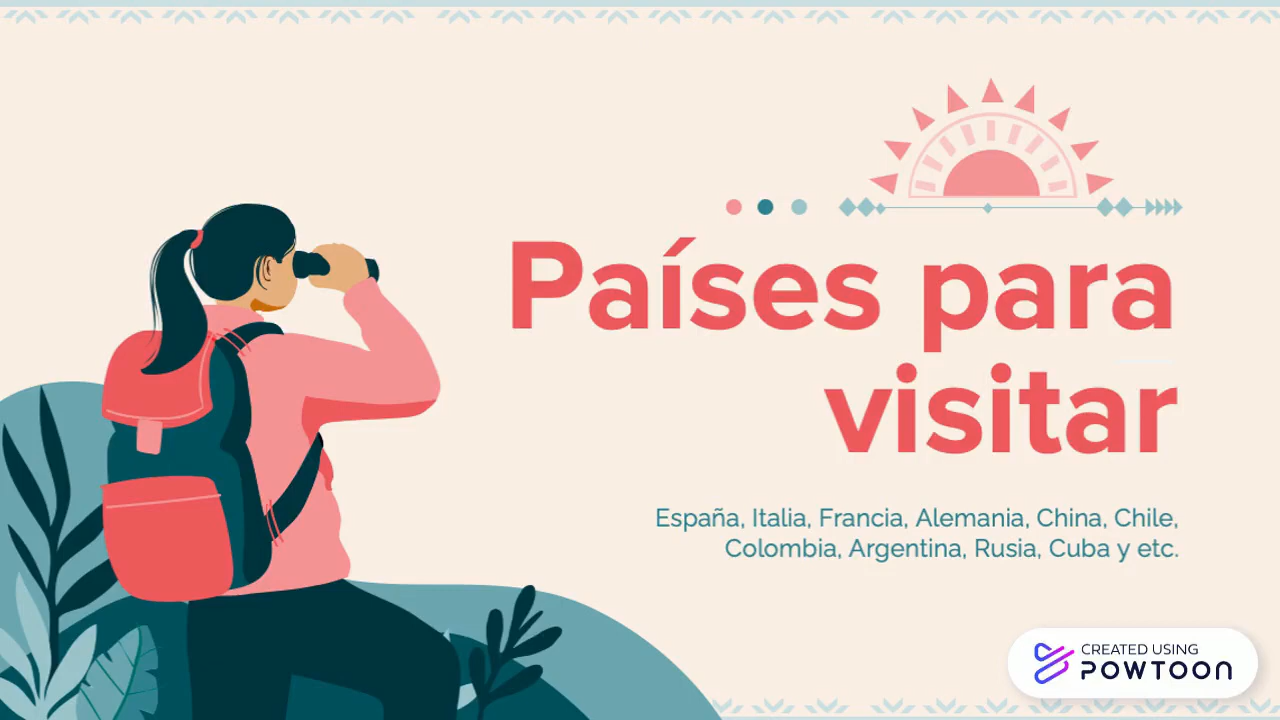 Países para
visitar
España, Italia, Francia, Alemania, China, Chile,
Colombia, Argentina, Rusia, Cuba y etc.
CREATED USING
POWTOON